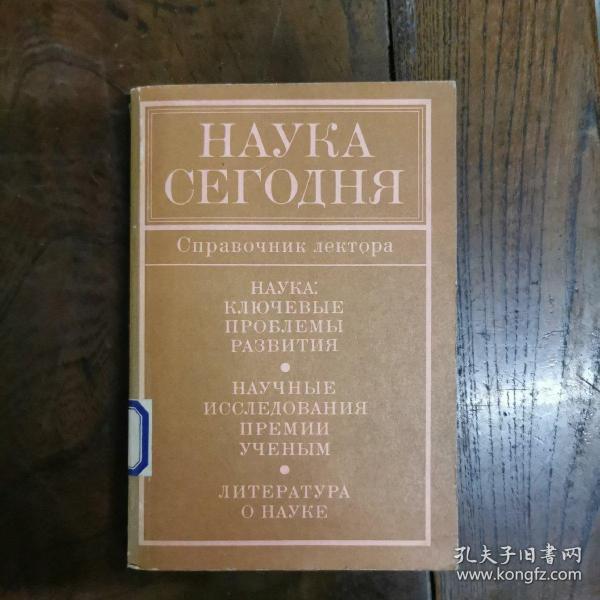 НАУКА
СЕГОДНЯ
Справочник лектора
НАУКА:
КЛЮЧЕВЫЕ
ПРОБЛЕМЫ
РАЗВИТИЯ
НАУЧНЫЕ
ИССЛЕДОВАНИЯ
ПРЕМИИ
УЧЕНЫМ
ЛИТЕРАТУРА
О НАУКЕ
孔夫子旧书网
www.kongfz.com